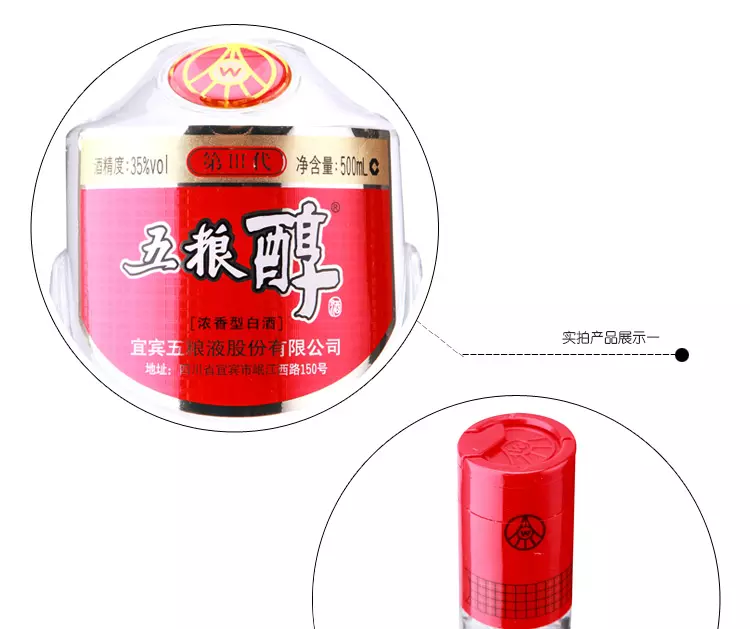 W
酒精度:35%vol
第III代
净含量:500mL
五粮醇
®
酒
[浓香型白酒]
宜宾五粮液股份有限公司
地址: 四川省宜宾市岷江西路150号
实拍产品展示一
W
W